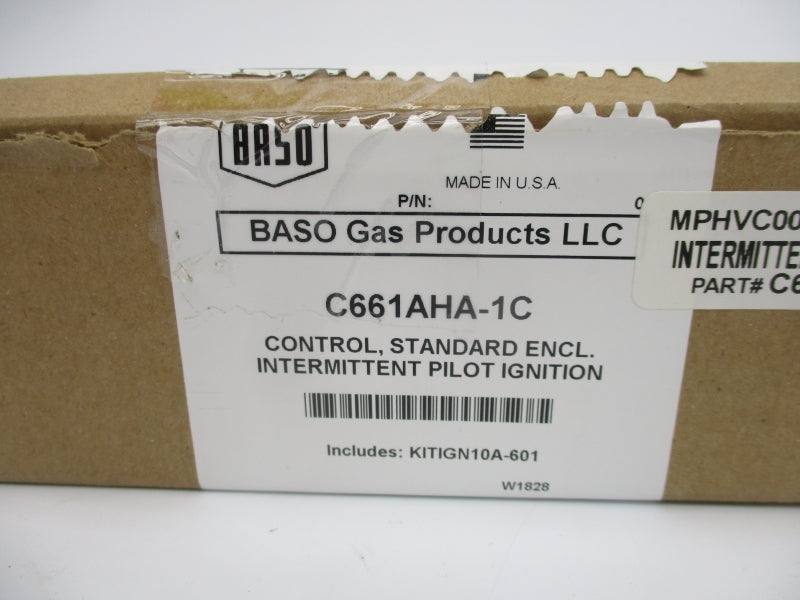 BASO
MADE IN U.S.A.
P/N:
BASO Gas Products LLC
C661AHA-1C
CONTROL, STANDARD ENCL.
INTERMITTENT PILOT IGNITION
Includes: KITIGN10A-601
W1828
MPHVC00
INTERMITTE
PART# C6